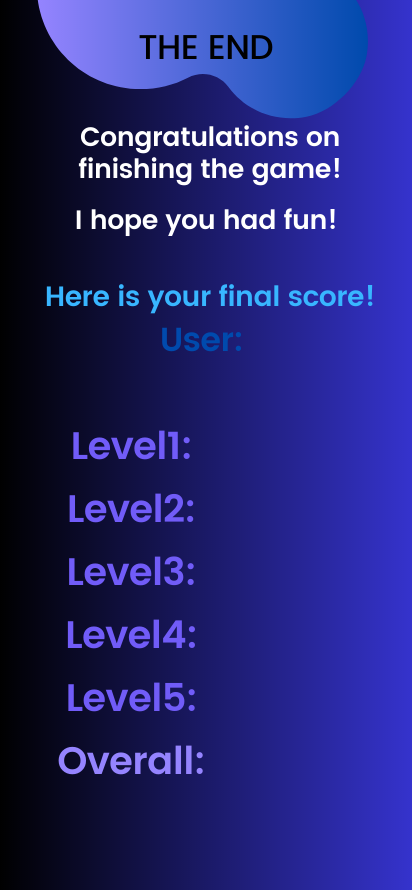 THE END
Congratulations on
finishing the game!
I hope you had fun!
Here is your final score!
User:
Level1:
Level2:
Level3:
Level4:
Level5:
Overall: